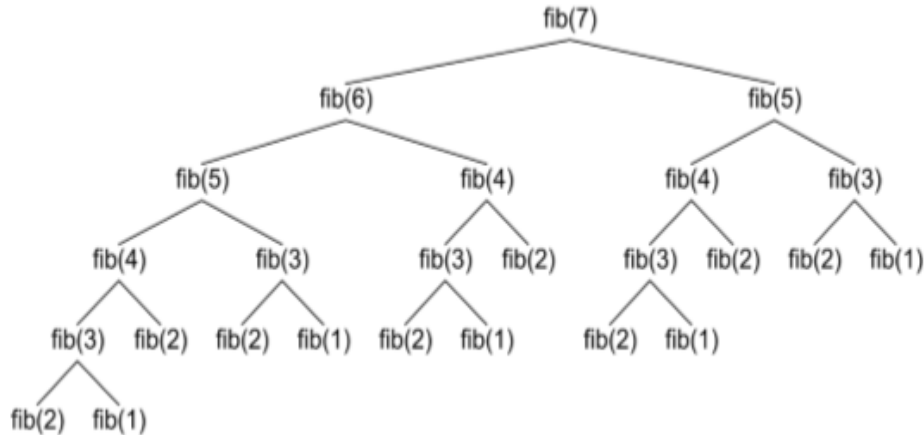 fib(7)
fib(6) fib(5)
fib(5) fib(4) fib(4) fib(3)
fib(4) fib(3) fib(3) fib(2) fib(3) fib(2) fib(2) fib(1)
fib(3) fib(2) fib(2) fib(1) fib(2) fib(1) fib(2) fib(1)
fib(2) fib(1)